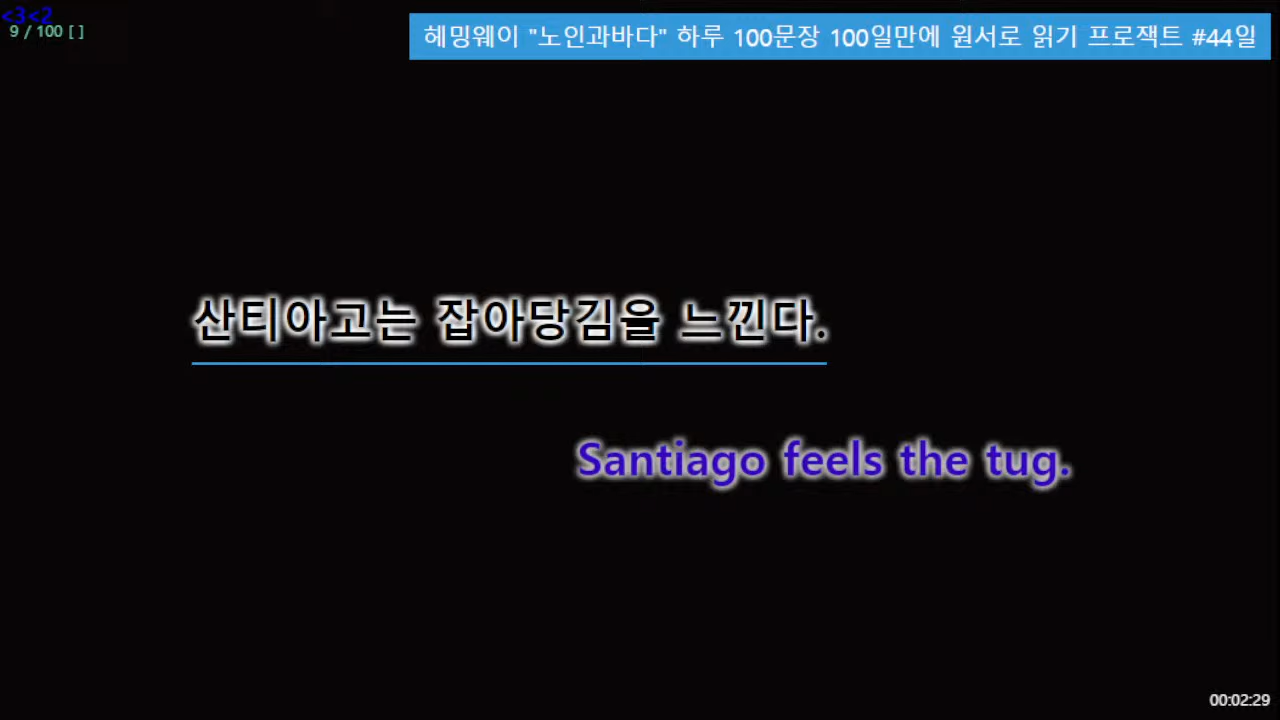 <3<2
9 / 100 [ ]
헤밍웨이 "노인과바다" 하루 100문장 100일만에 원서로 읽기 프로잭트 #44일
산티아고는 잡아당김을 느낀다.
Santiago feels the tug.
00:02:29